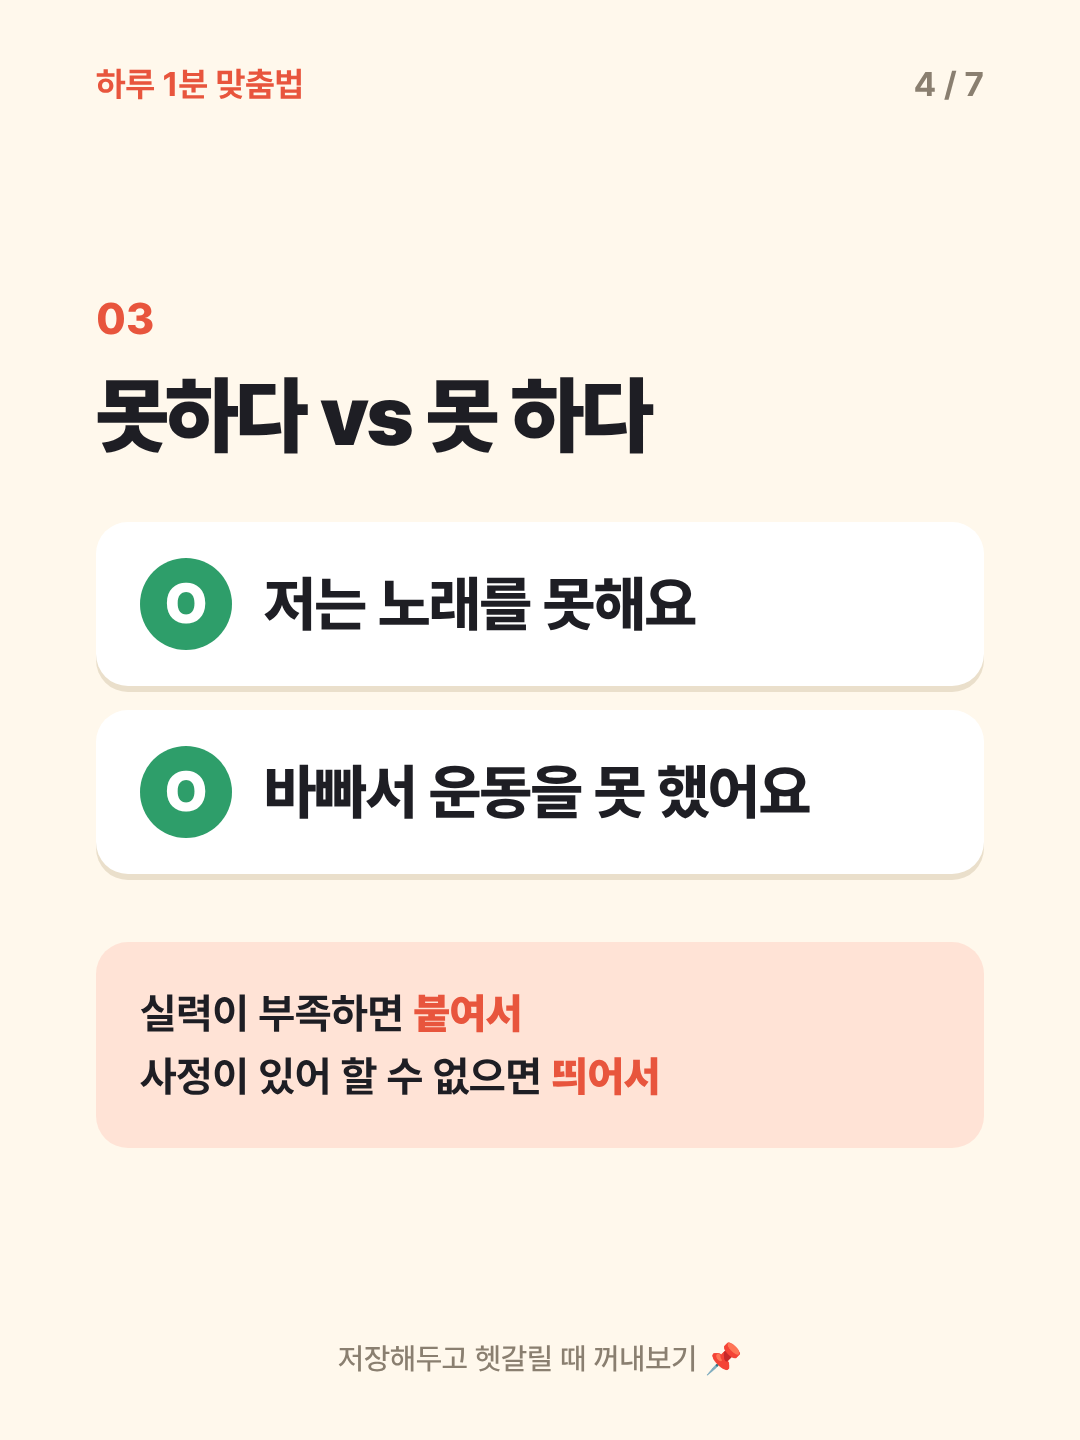 하루 1분 맞춤법
4 / 7
03
못하다 vs 못 하다
O 저는 노래를 못해요
O 바빠서 운동을 못 했어요
실력이 부족하면 붙여서
사정이 있어 할 수 없으면 띄어서
저장해두고 헷갈릴 때 꺼내보기 📌